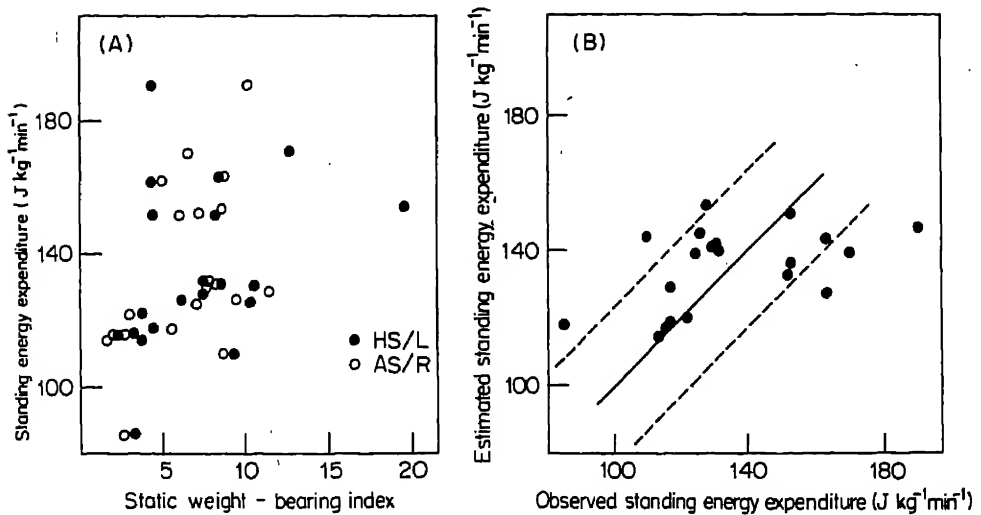 (A)
Standing energy expenditure ( J kg⁻¹min⁻¹)
180
140
100
HS/L
AS/R
5 10 15 20
Static weight - bearing index
(B)
Estimated standing energy expenditure (J kg⁻¹min⁻¹)
180
140
100
100 140 180
Observed standing energy expenditure (J kg⁻¹min⁻¹)